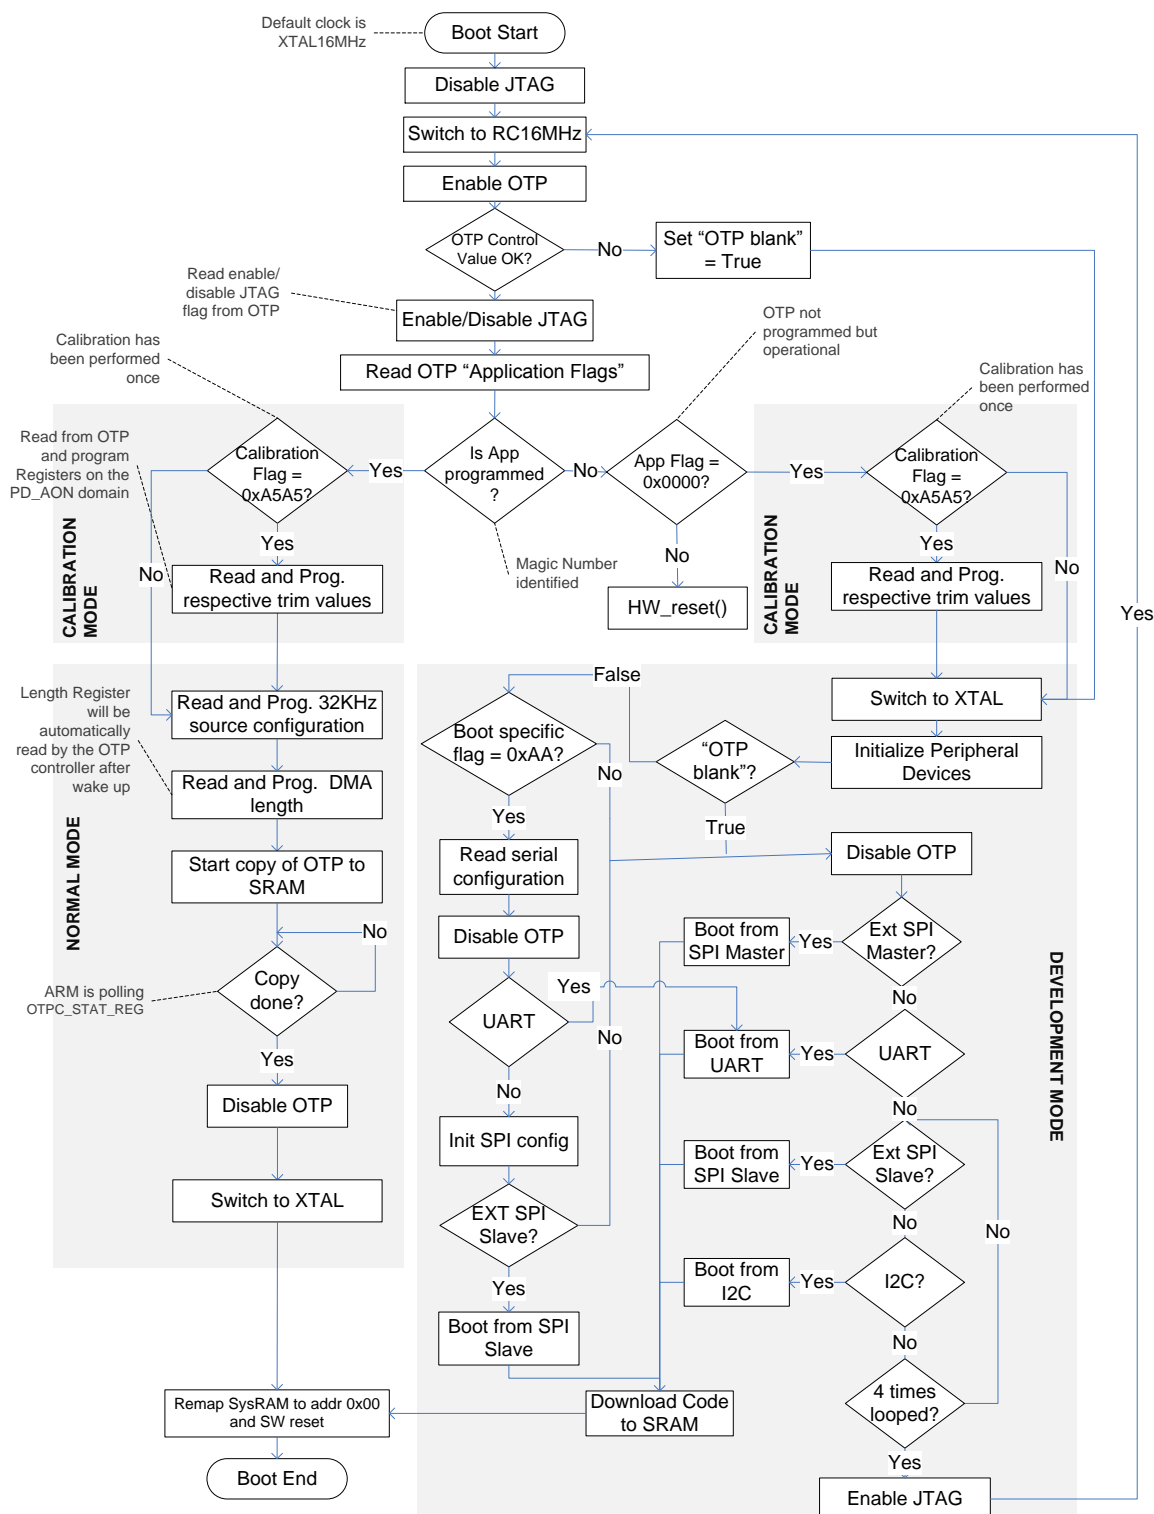 Default clock is
XTAL16MHz
Boot Start
Disable JTAG
Switch to RC16MHz
Enable OTP
OTP Control
Value OK?
No
Set “OTP blank”
= True
Read enable/
disable JTAG
flag from OTP
Enable/Disable JTAG
OTP not
programmed but
operational
Calibration has
been performed
once
Read OTP “Application Flags”
Calibration has
been performed
once
Read from OTP
and program
Registers on the
PD_AON domain
Calibration
Flag =
0xA5A5?
Yes
Is App
programmed
?
No
App Flag =
0x0000?
Yes
Calibration
Flag =
0xA5A5?
Yes
No
Read and Prog.
respective trim values
CALIBRATION
MODE
Magic Number
identified
No
HW_reset()
CALIBRATION
MODE
Yes
No
Read and Prog.
respective trim values
Yes
Length Register
will be
automatically
read by the OTP
controller after
wake up
Read and Prog. 32KHz
source configuration
Read and Prog. DMA
length
Start copy of OTP to
SRAM
No
Copy
done?
ARM is polling
OTPC_STAT_REG
Yes
Disable OTP
Switch to XTAL
NORMAL MODE
False
Boot specific
flag = 0xAA?
No
“OTP
blank”?
Switch to XTAL
Initialize Peripheral
Devices
Yes
True
Read serial
configuration
Disable OTP
Disable OTP
Boot from
SPI Master
Yes
Ext SPI
Master?
UART
Yes
No
No
Boot from
UART
Yes
UART
No
No
Init SPI config
Boot from
SPI Slave
Yes
Ext SPI
Slave?
EXT SPI
Slave?
No
No
Yes
Boot from
I2C
Yes
I2C?
Boot from SPI
Slave
No
4 times
looped?
Download Code
to SRAM
Remap SysRAM to addr 0x00
and SW reset
Yes
Boot End
Enable JTAG
DEVELOPMENT MODE